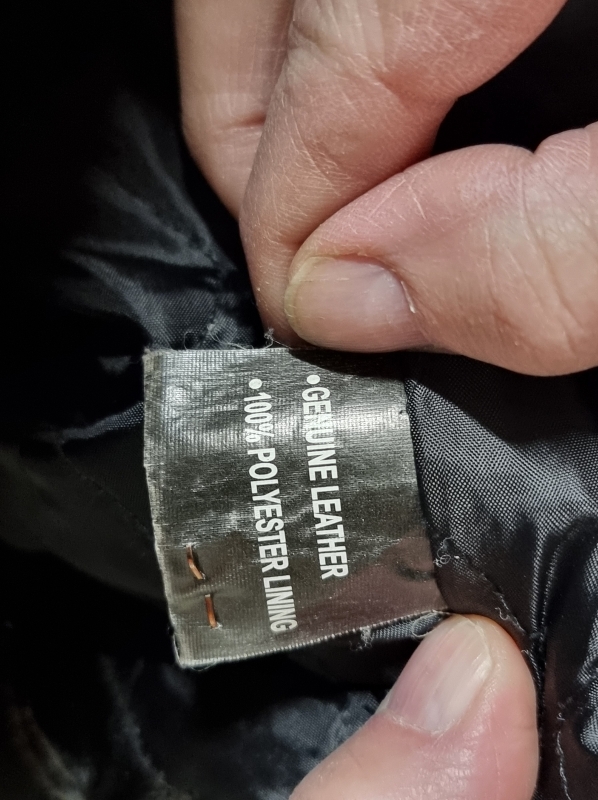 •GENUINE LEATHER
•100% POLYESTER LINING